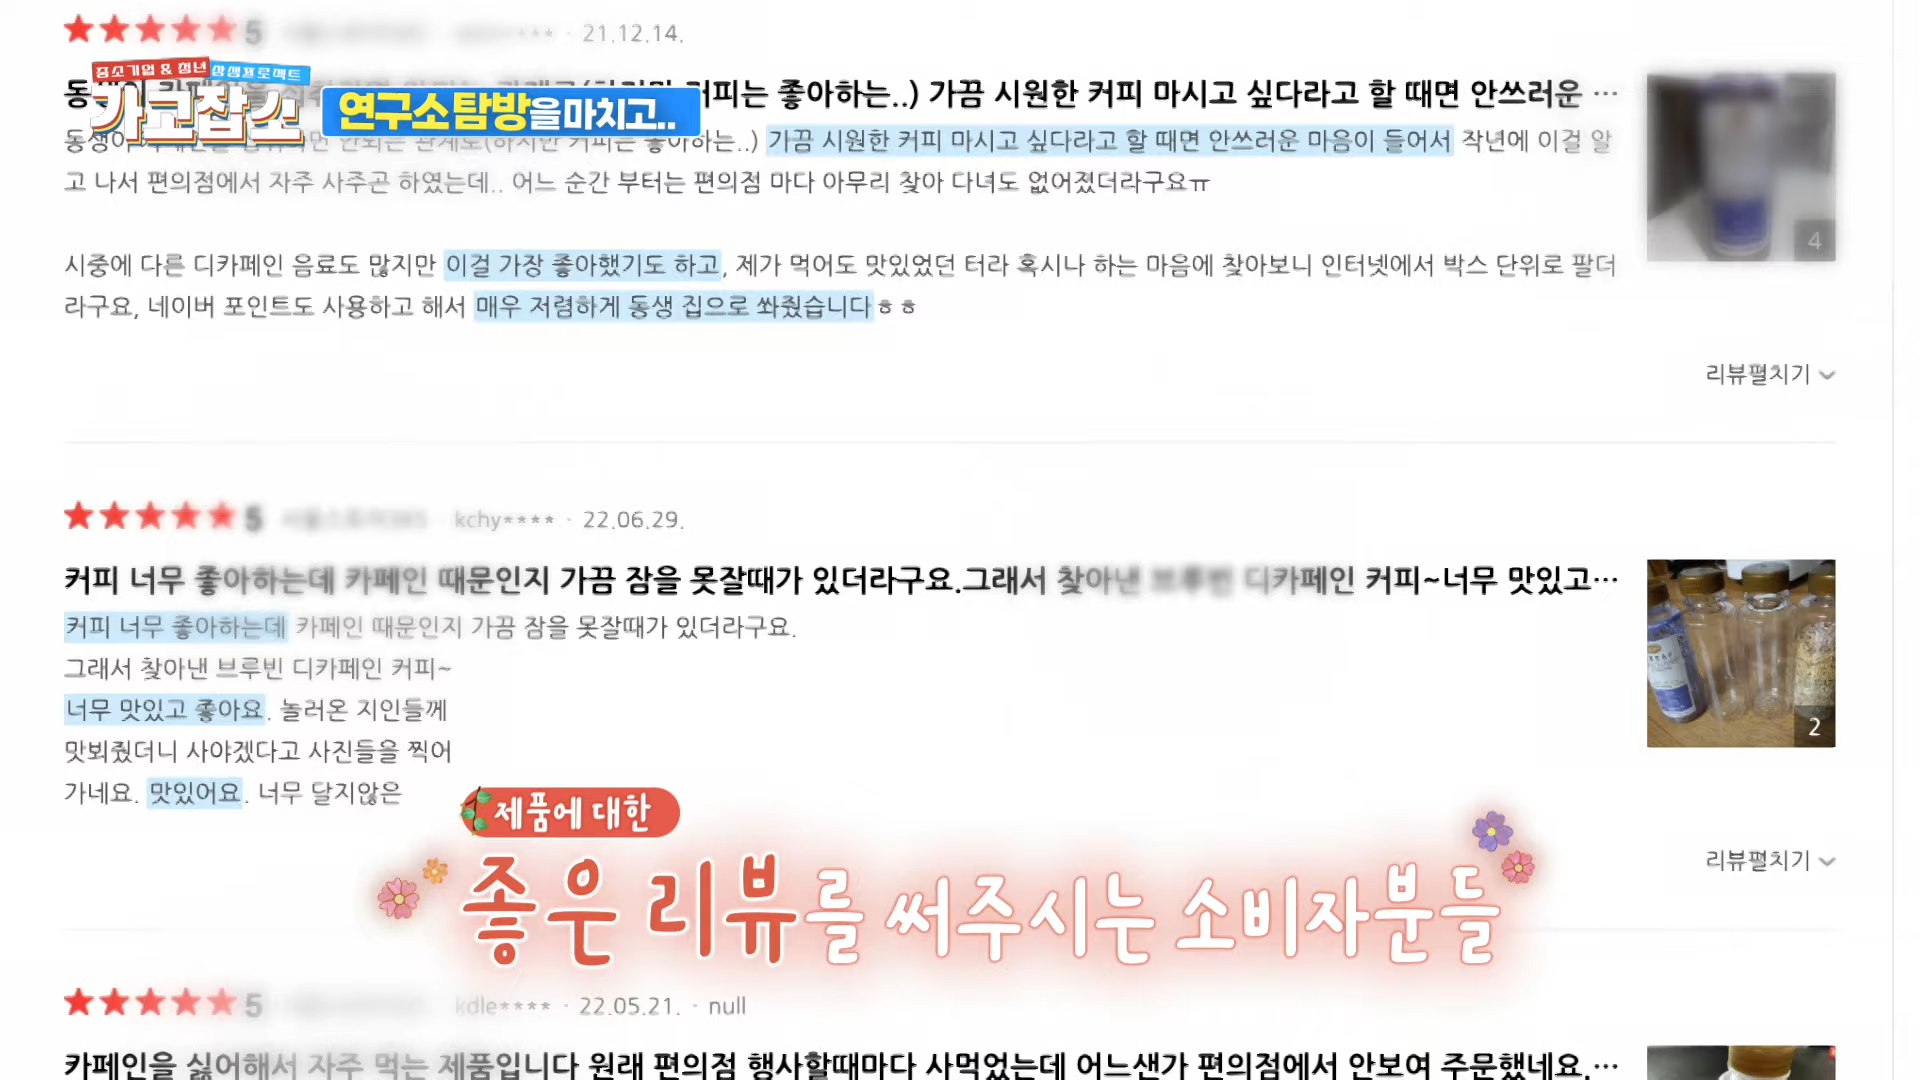 5 · 21.12.14.
중소기업 & 청년 상생프로젝트
가고잡소
연구소탐방을마치고..
커피는 좋아하는..) 가끔 시원한 커피 마시고 싶다라고 할 때면 안쓰러운 ···
좋아하는..) 가끔 시원한 커피 마시고 싶다라고 할 때면 안쓰러운 마음이 들어서 작년에 이걸 알
고 나서 편의점에서 자주 사주곤 하였는데.. 어느 순간 부터는 편의점 마다 아무리 찾아 다녀도 없어졌더라구요ㅠ
4
시중에 다른 디카페인 음료도 많지만 이걸 가장 좋아했기도 하고, 제가 먹어도 맛있었던 터라 혹시나 하는 마음에 찾아보니 인터넷에서 박스 단위로 팔더
라구요, 네이버 포인트도 사용하고 해서 매우 저렴하게 동생 집으로 쏴줬습니다ㅎㅎ
리뷰펼치기
5 kchy**** · 22.06.29.
커피 너무 좋아하는데 카페인 때문인지 가끔 잠을 못잘때가 있더라구요.그래서 찾아낸 브루빈 디카페인 커피~너무 맛있고···
커피 너무 좋아하는데 카페인 때문인지 가끔 잠을 못잘때가 있더라구요.
그래서 찾아낸 브루빈 디카페인 커피~
너무 맛있고 좋아요. 놀러온 지인들께
맛뵈줬더니 사야겠다고 사진들을 찍어
가네요. 맛있어요. 너무 달지않은
2
제품에 대한
좋은 리뷰를 써주시는 소비자분들
리뷰펼치기
5 kdle**** · 22.05.21. · null
카페인을 싫어해서 자주 먹는 제품입니다 원래 편의점 행사할때마다 사먹었는데 어느샌가 편의점에서 안보여 주문했네요.···